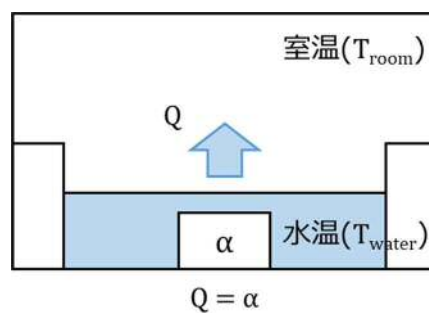 室温(T_room)
Q
α
水温(T_water)
Q = α